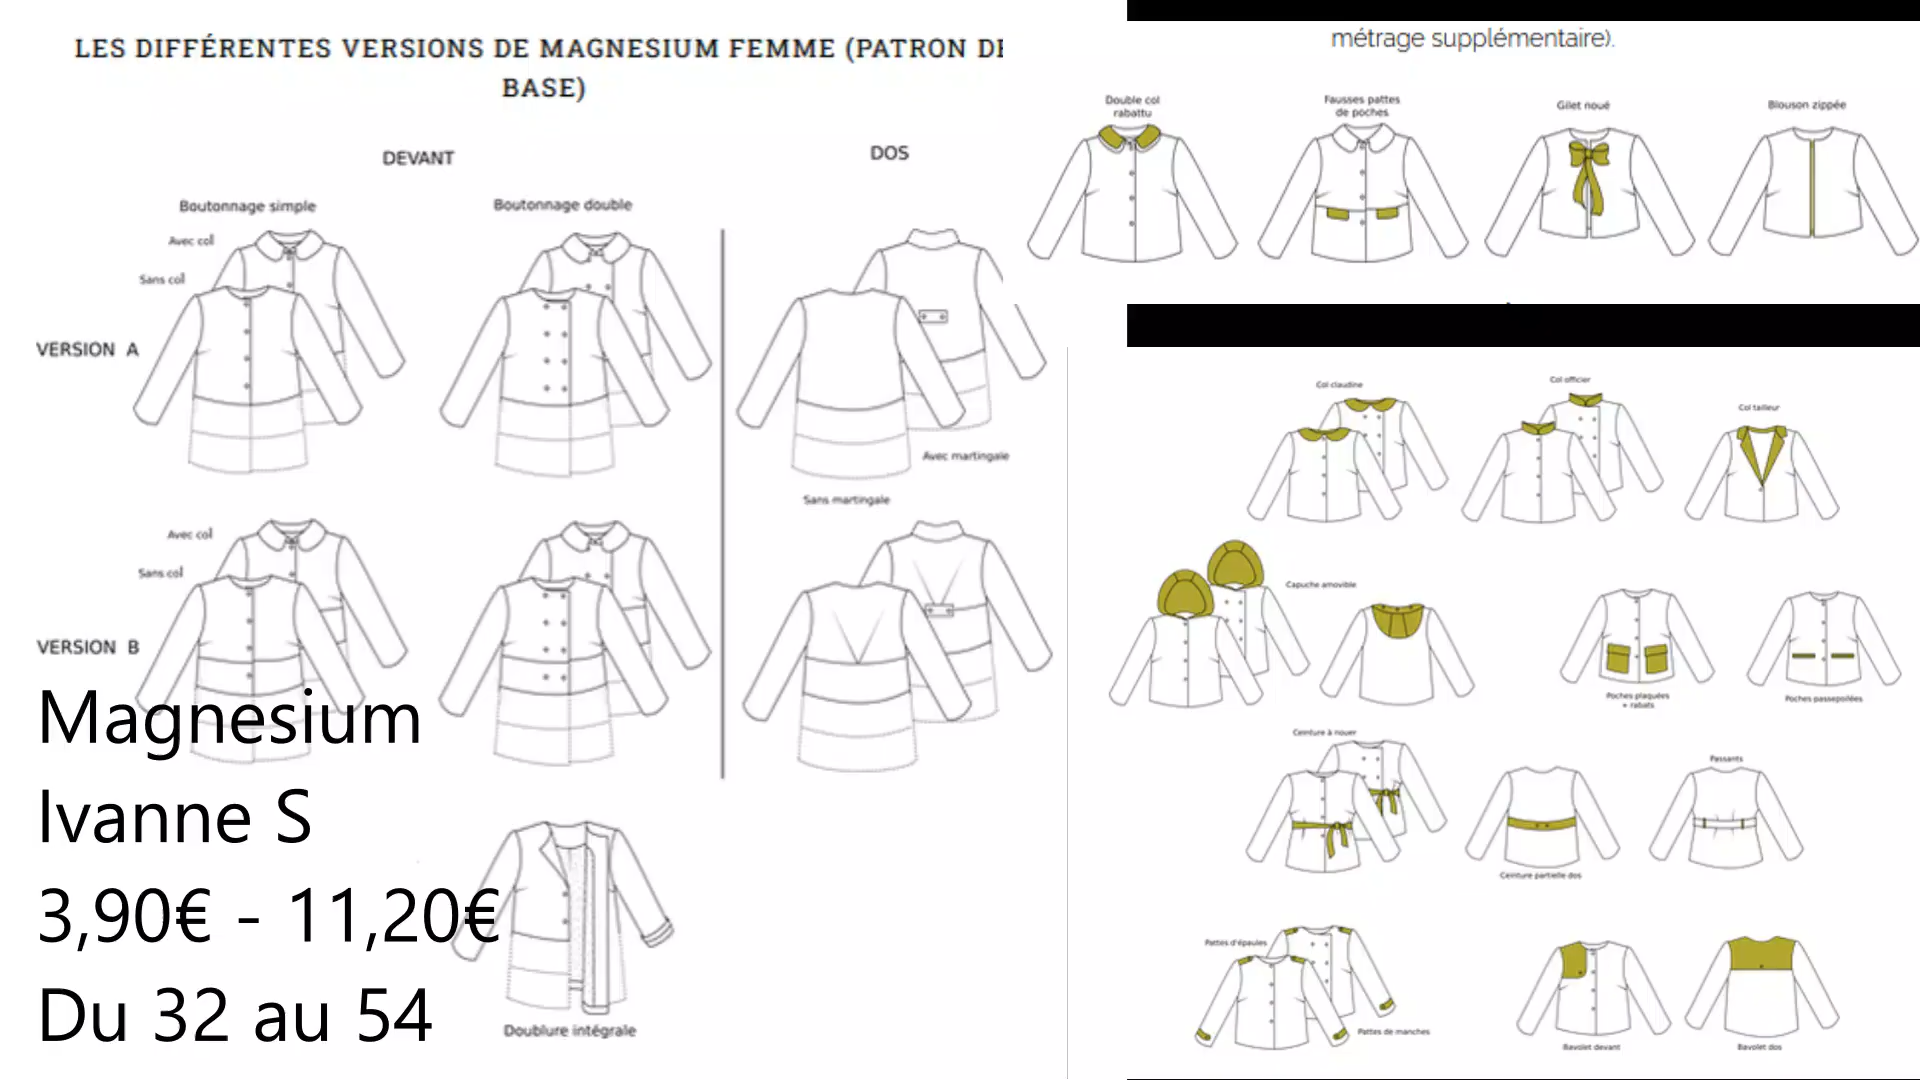 LES DIFFÉRENTES VERSIONS DE MAGNESIUM FEMME (PATRON DE
BASE)
DEVANT
DOS
Boutonnage simple
Boutonnage double
Avec col
Sans col
VERSION A
Avec martingale
Sans martingale
Avec col
Sans col
VERSION B
Magnesium
Ivanne S
3,90€ - 11,20€
Du 32 au 54
Doublure intégrale
métrage supplémentaire).
Double col
rabattu
Fausses pattes
de poches
Gilet noué
Blouson zippée
Col claudine
Col officier
Col tailleur
Capuche amovible
Poches plaquées
+ rabats
Poches passepoilées
Ceinture à nouer
Passants
Ceinture partielle dos
Pattes d'épaules
Pattes de manches
Bavolet devant
Bavolet dos